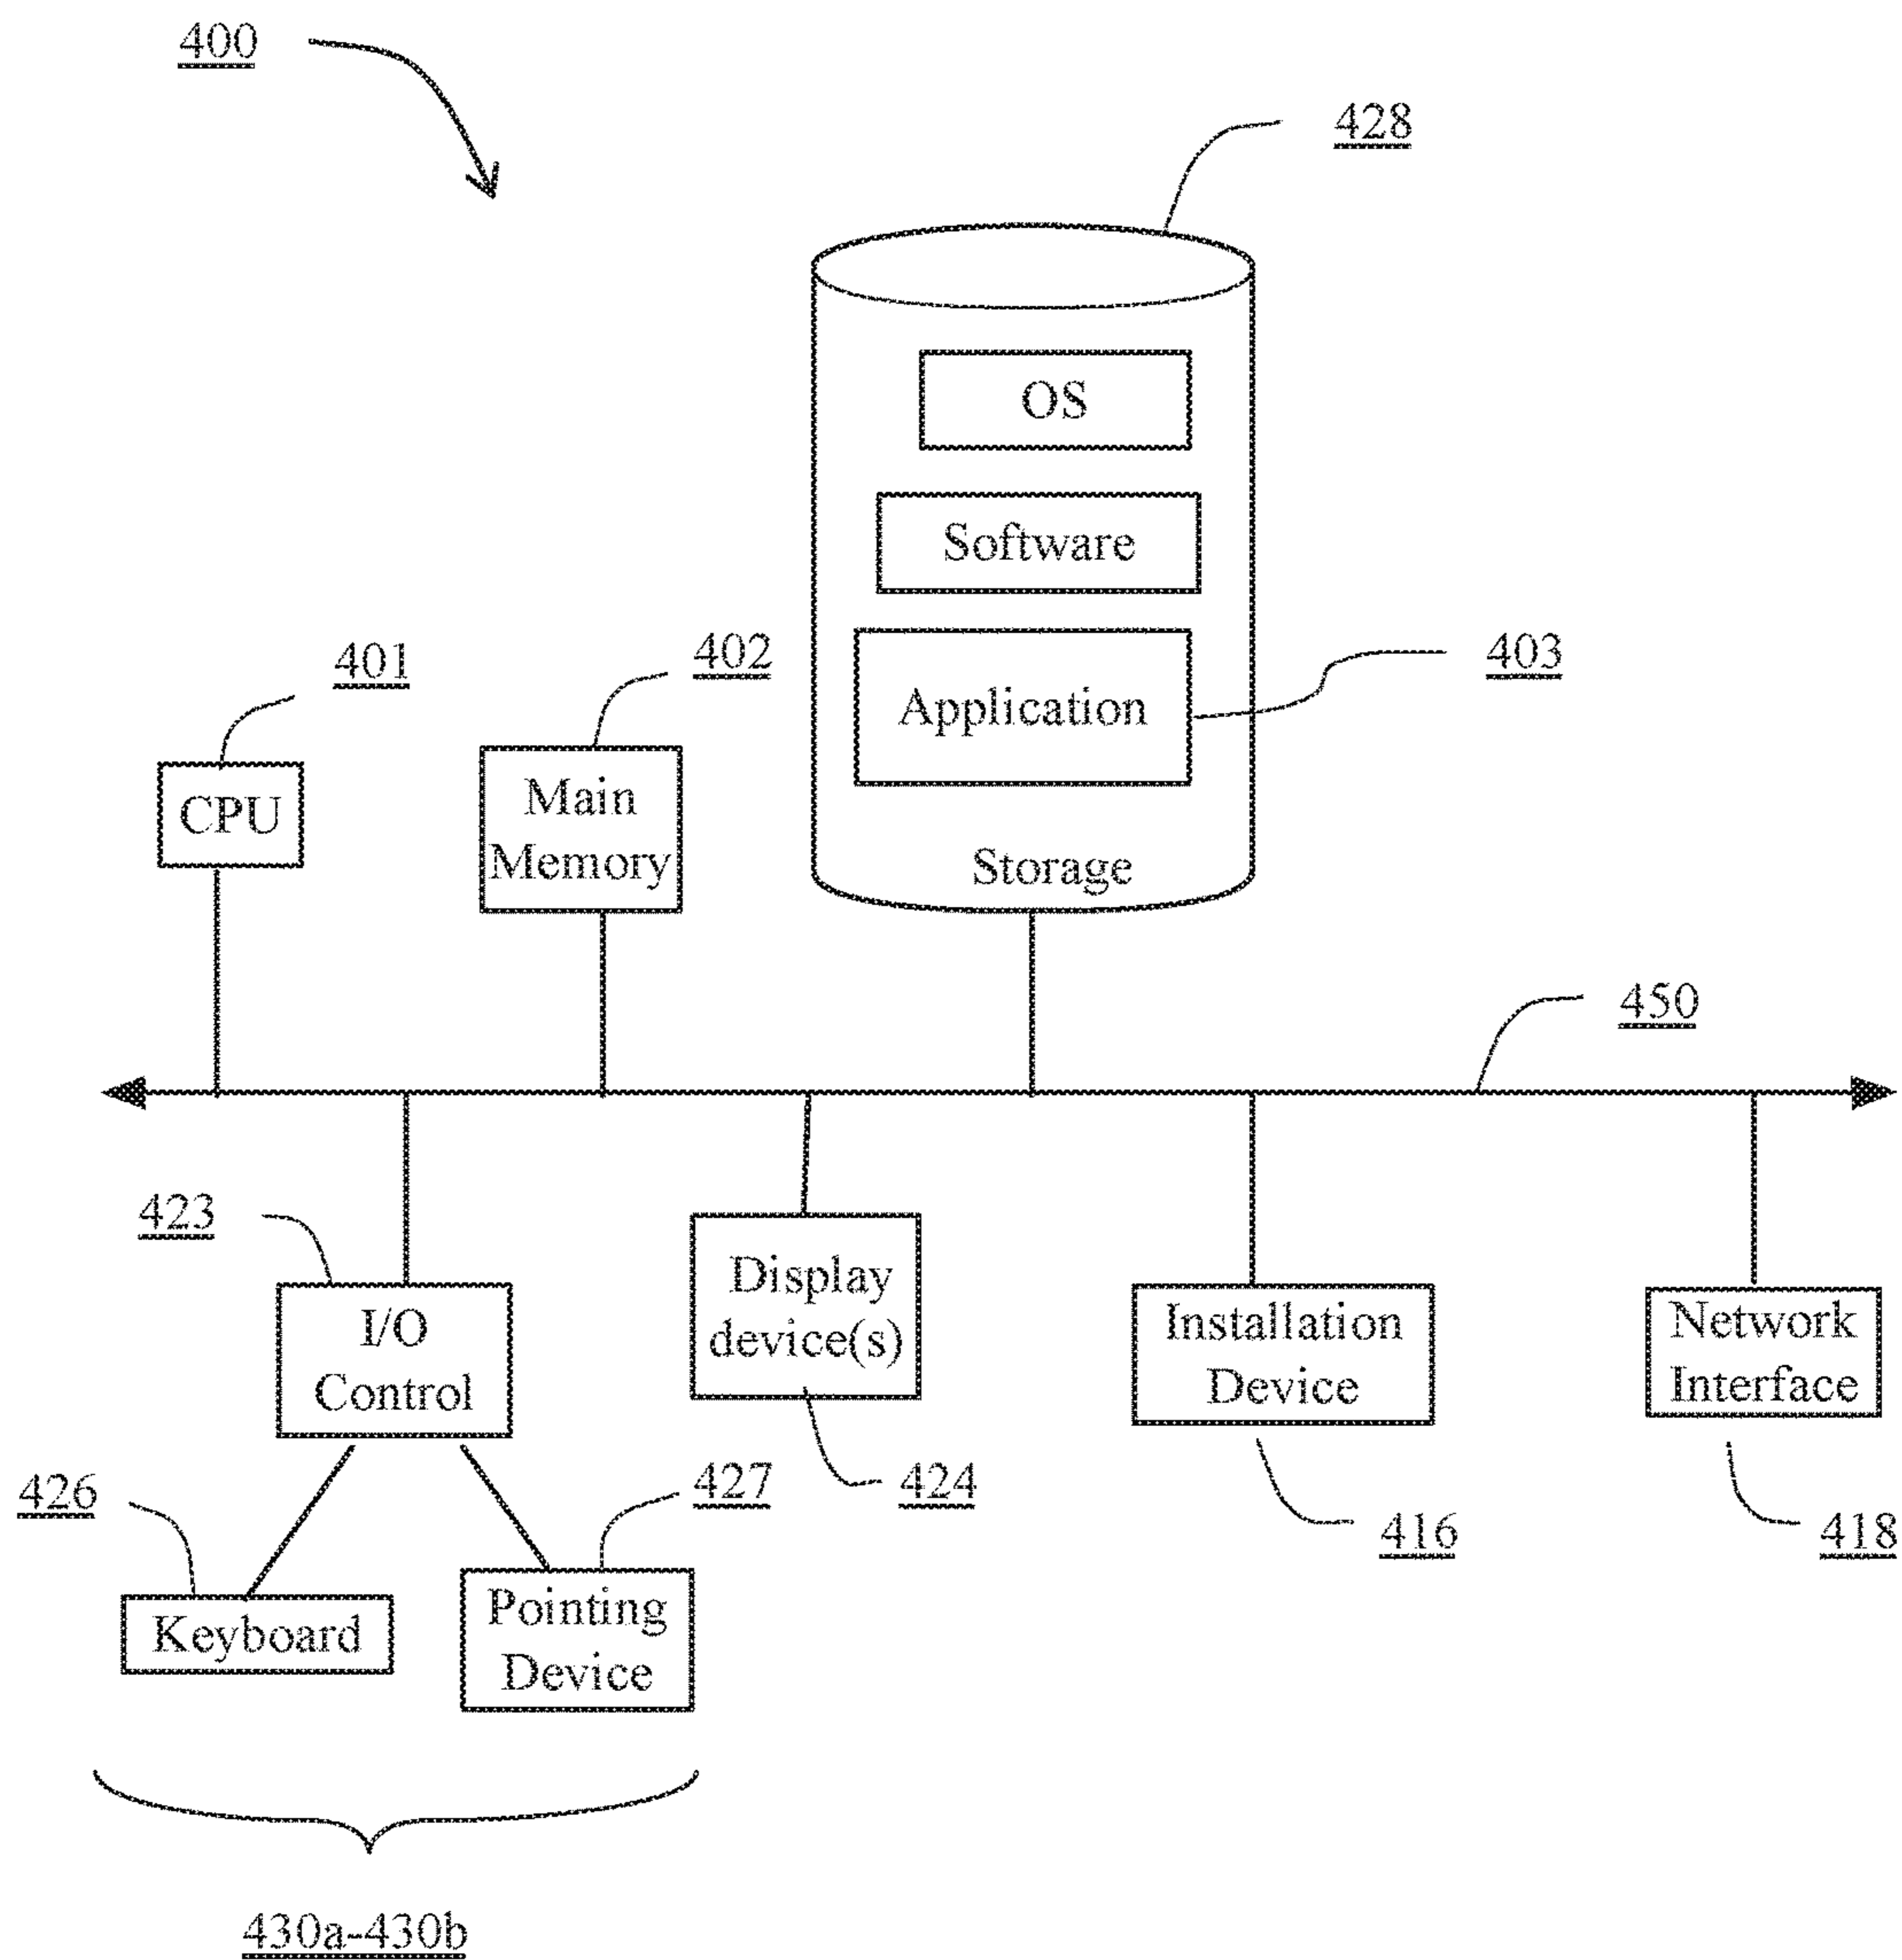 400
428
OS
Software
Application
403
Storage
401
CPU
402
Main
Memory
450
423
I/O
Control
Display
device(s)
424
Installation
Device
416
Network
Interface
418
426
Keyboard
427
Pointing
Device
430a-430b